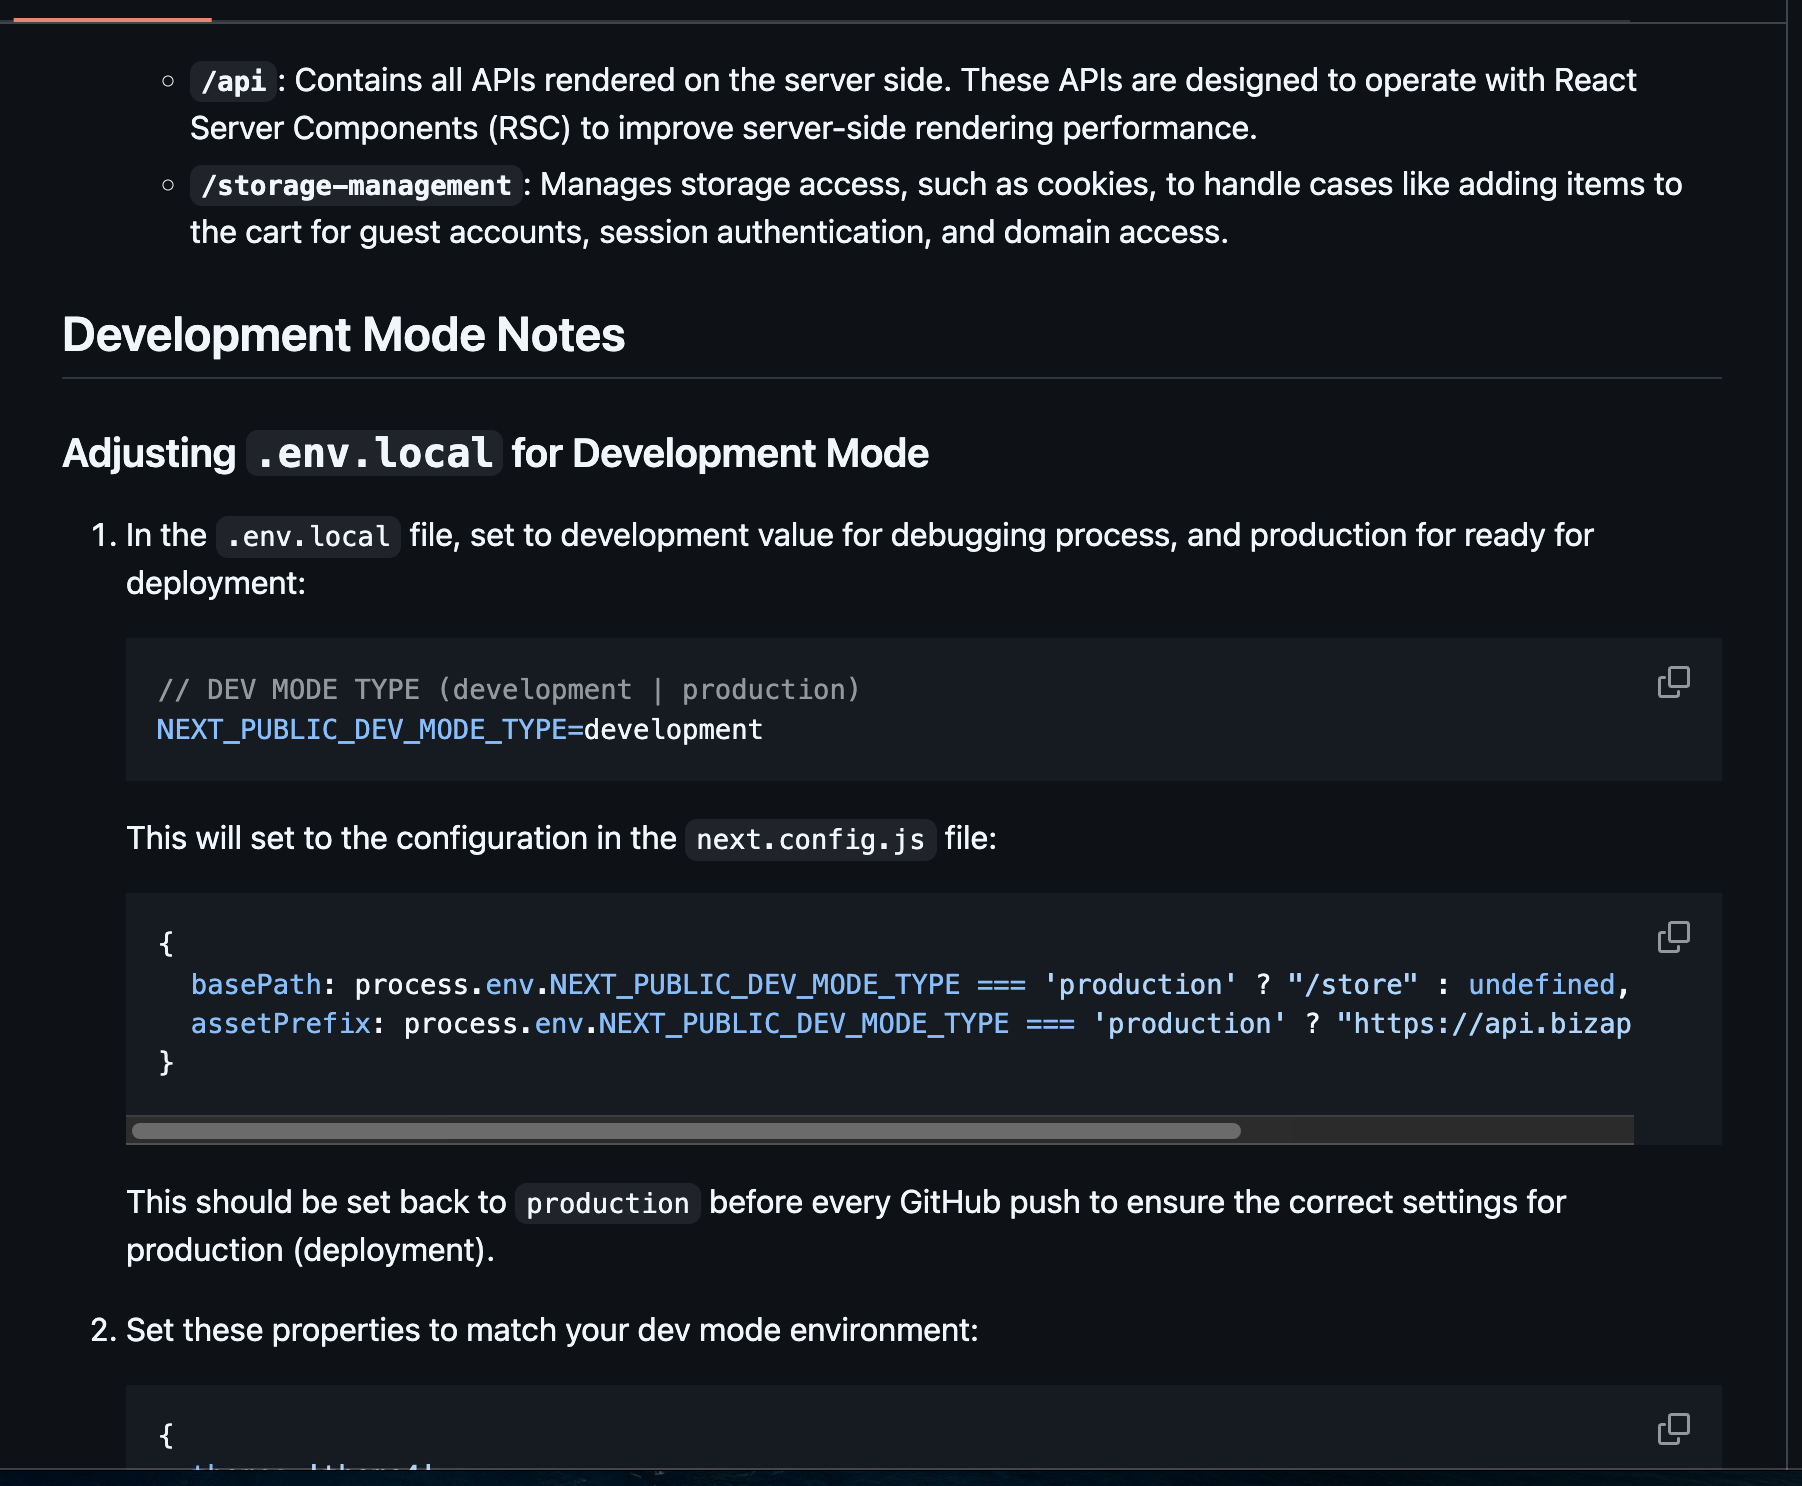 /api: Contains all APIs rendered on the server side. These APIs are designed to operate with React
Server Components (RSC) to improve server-side rendering performance.
/storage-management: Manages storage access, such as cookies, to handle cases like adding items to
the cart for guest accounts, session authentication, and domain access.
Development Mode Notes
Adjusting .env.local for Development Mode
1. In the .env.local file, set to development value for debugging process, and production for ready for
deployment:
// DEV MODE TYPE (development | production)
NEXT_PUBLIC_DEV_MODE_TYPE=development
This will set to the configuration in the next.config.js file:
{
basePath: process.env.NEXT_PUBLIC_DEV_MODE_TYPE === 'production' ? "/store" : undefined,
assetPrefix: process.env.NEXT_PUBLIC_DEV_MODE_TYPE === 'production' ? "https://api.bizap
}
This should be set back to production before every GitHub push to ensure the correct settings for
production (deployment).
2. Set these properties to match your dev mode environment:
{